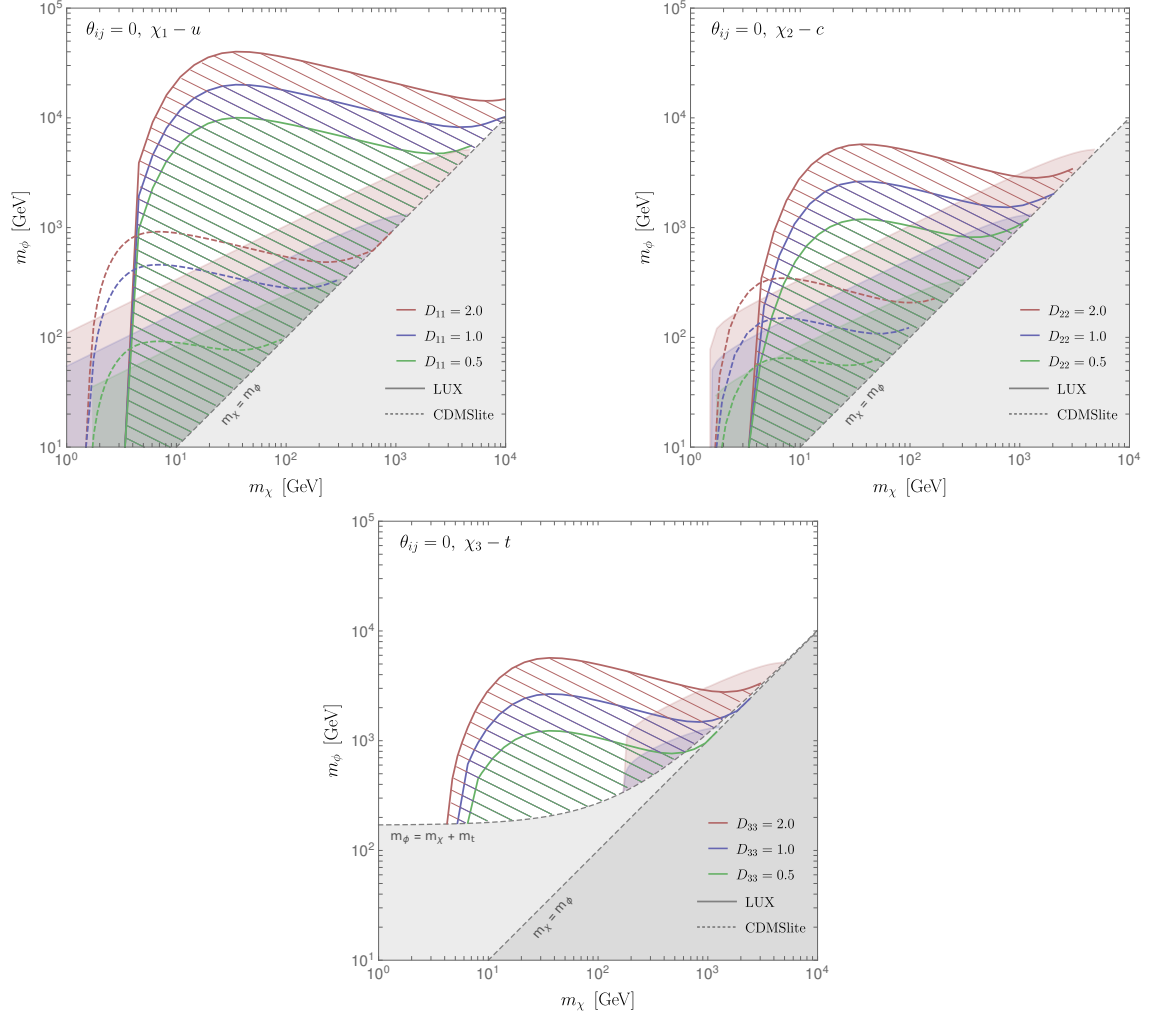 θ_ij = 0, χ_1 − u
10^5
10^4
10^3
10^2
10^1
m_ϕ [GeV]
D_11 = 2.0
D_11 = 1.0
D_11 = 0.5
LUX
CDMSlite
m_χ = m_ϕ
10^0 10^1 10^2 10^3 10^4
m_χ [GeV]
θ_ij = 0, χ_2 − c
10^5
10^4
10^3
10^2
10^1
m_ϕ [GeV]
D_22 = 2.0
D_22 = 1.0
D_22 = 0.5
LUX
CDMSlite
m_χ = m_ϕ
10^0 10^1 10^2 10^3 10^4
m_χ [GeV]
θ_ij = 0, χ_3 − t
10^5
10^4
10^3
10^2
10^1
m_ϕ [GeV]
m_ϕ = m_χ + m_t
D_33 = 2.0
D_33 = 1.0
D_33 = 0.5
LUX
CDMSlite
m_χ = m_ϕ
10^0 10^1 10^2 10^3 10^4
m_χ [GeV]